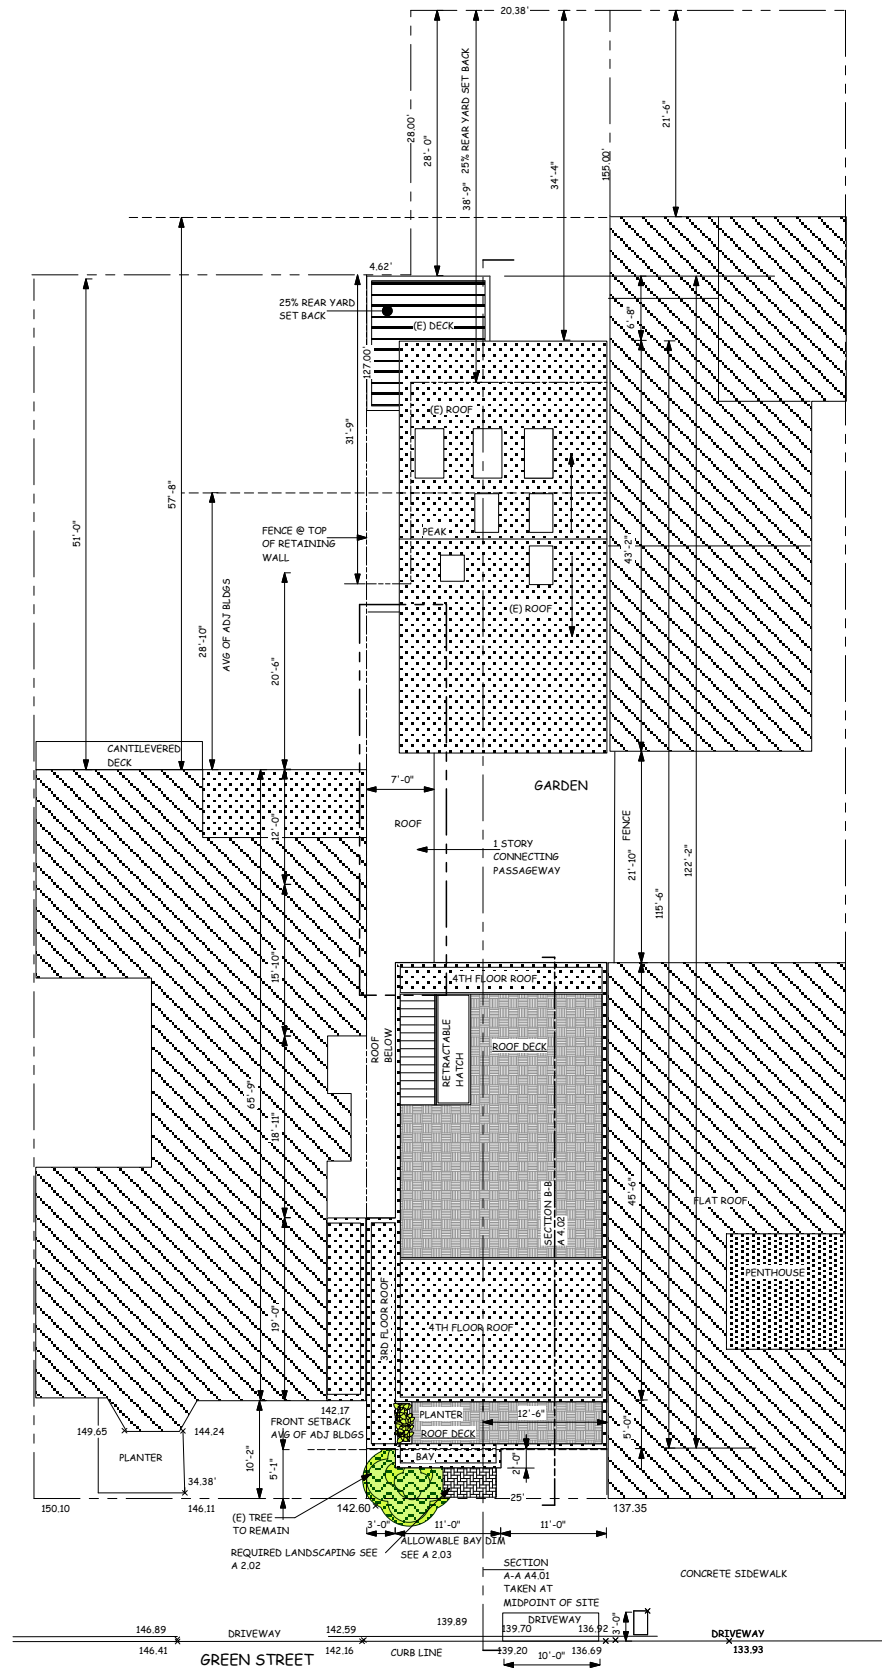 20.38'
28.00'
28'- 0"
38'-9" 25% REAR YARD SET BACK
34'-4"
155.00'
21'-6"
4.62'
25% REAR YARD
SET BACK
(E) DECK
6'-8"
127.00'
31'-9"
(E) ROOF
51'-0"
57'-8"
FENCE @ TOP
OF RETAINING
WALL
PEAK
43'-2"
28'-10"
AVG OF ADJ BLDGS
20'-6"
(E) ROOF
CANTILEVERED
DECK
7'-0"
GARDEN
ROOF
12'-0"
1 STORY
CONNECTING
PASSAGEWAY
FENCE
21'-10"
115'-6"
122'-2"
15'-10"
4TH FLOOR ROOF
ROOF
BELOW
RETRACTABLE
HATCH
ROOF DECK
65'-9"
18'-11"
SECTION B-B
A 4.02
45'-6"
FLAT ROOF
PENTHOUSE
19'-0"
3RD FLOOR ROOF
4TH FLOOR ROOF
142.17
FRONT SETBACK
AVG OF ADJ BLDGS
PLANTER
12'-6"
ROOF DECK
5'-0"
149.65
144.24
PLANTER
10'-2"
5'-1"
BAY
2'-0"
34.38'
25'
150.10
146.11
142.60
137.35
(E) TREE
TO REMAIN
3'-0"
11'-0"
11'-0"
ALLOWABLE BAY DIM
SEE A 2.03
REQUIRED LANDSCAPING SEE
A 2.02
SECTION
A-A A4.01
TAKEN AT
MIDPOINT OF SITE
CONCRETE SIDEWALK
DRIVEWAY
3'-0"
146.89
DRIVEWAY
142.59
139.89
139.70
136.92
DRIVEWAY
146.41
142.16
CURB LINE
139.20
136.69
133.93
GREEN STREET
10'-0"